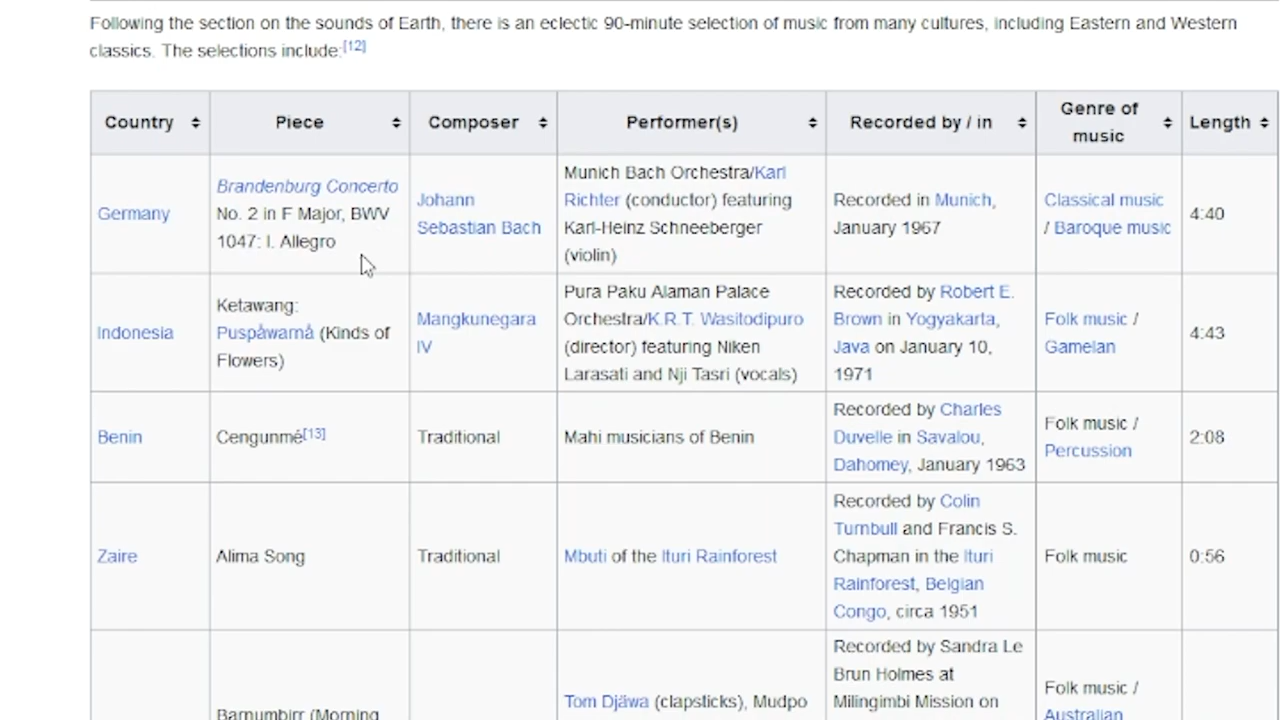 Following the section on the sounds of Earth, there is an eclectic 90-minute selection of music from many cultures, including Eastern and Western
classics. The selections include:[12]
Country Piece Composer Performer(s) Recorded by / in Genre of music Length
Germany
Brandenburg Concerto
No. 2 in F Major, BWV
1047: I. Allegro
Johann
Sebastian Bach
Munich Bach Orchestra/Karl
Richter (conductor) featuring
Karl-Heinz Schneeberger
(violin)
Recorded in Munich,
January 1967
Classical music
/ Baroque music
4:40
Indonesia
Ketawang:
Puspåwarnå (Kinds of
Flowers)
Mangkunegara
IV
Pura Paku Alaman Palace
Orchestra/K.R.T. Wasitodipuro
(director) featuring Niken
Larasati and Nji Tasri (vocals)
Recorded by Robert E.
Brown in Yogyakarta,
Java on January 10,
1971
Folk music /
Gamelan
4:43
Benin
Cengunmé[13]
Traditional
Mahi musicians of Benin
Recorded by Charles
Duvelle in Savalou,
Dahomey, January 1963
Folk music /
Percussion
2:08
Zaire
Alima Song
Traditional
Mbuti of the Ituri Rainforest
Recorded by Colin
Turnbull and Francis S.
Chapman in the Ituri
Rainforest, Belgian
Congo, circa 1951
Folk music
0:56
Barnumbirr (Morning
Tom Djäwa (clapsticks), Mudpo
Recorded by Sandra Le
Brun Holmes at
Milingimbi Mission on
Folk music /
Australian